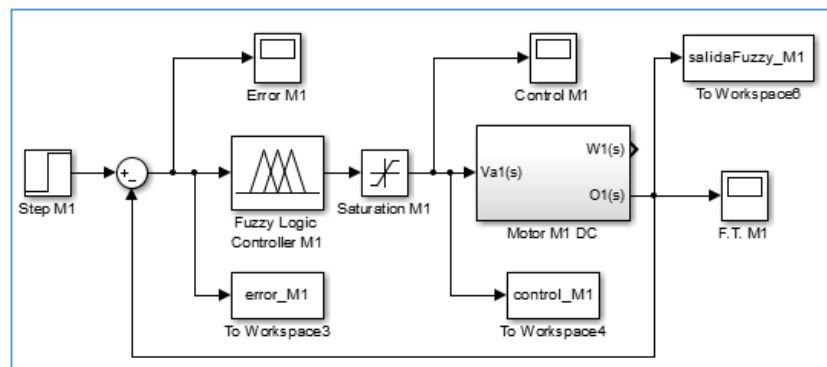 salidaFuzzy_M1
To Workspace6
Error M1
Control M1
+
-
Step M1
Fuzzy Logic
Controller M1
Saturation M1
Va1(s)
W1(s)
O1(s)
Motor M1 DC
F.T. M1
error_M1
To Workspace3
control_M1
To Workspace4